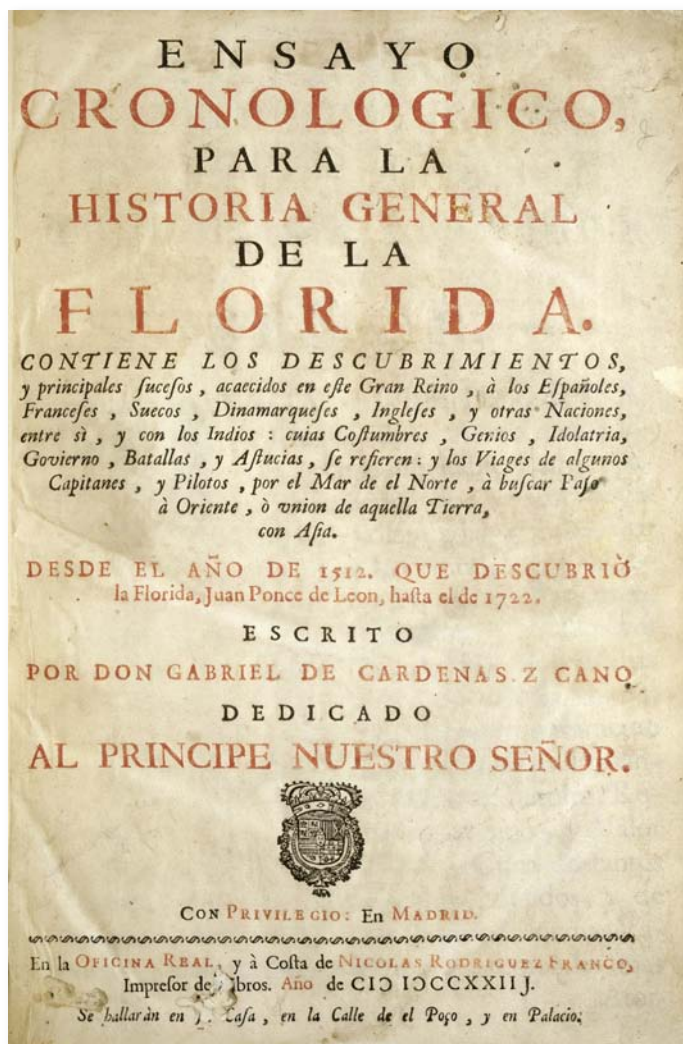 ENSAYO
CRONOLOGICO,
PARA LA
HISTORIA GENERAL
DE LA
FLORIDA.
CONTIENE LOS DESCUBRIMIENTOS,
y principales ſuceſos, acaecidos en eſte Gran Reino, à los Eſpañoles,
Franceſes, Suecos, Dinamarqueſes, Ingleſes, y otras Naciones,
entre sì, y con los Indios: cuias Coſtumbres, Genios, Idolatria,
Govierno, Batallas, y Aſtucias, ſe refieren: y los Viages de algunos
Capitanes, y Pilotos, por el Mar de el Norte, à buſcar Paſo
à Oriente, ò vnion de aquella Tierra,
con Aſia.
DESDE EL AÑO DE 1512. QUE DESCUBRIÒ
la Florida, Juan Ponce de Leon, haſta el de 1722.
ESCRITO
POR DON GABRIEL DE CARDENAS Z CANO
DEDICADO
AL PRINCIPE NUESTRO SEÑOR.
CON PRIVILEGIO: En MADRID.
En la OFICINA REAL, y à Coſta de NICOLAS RODRIGUEZ FRANCO,
Impreſor de Libros. Año de CIƆ IƆCCXXIIJ.
Se hallaràn en Caſa, en la Calle de el Poço, y en Palacio.